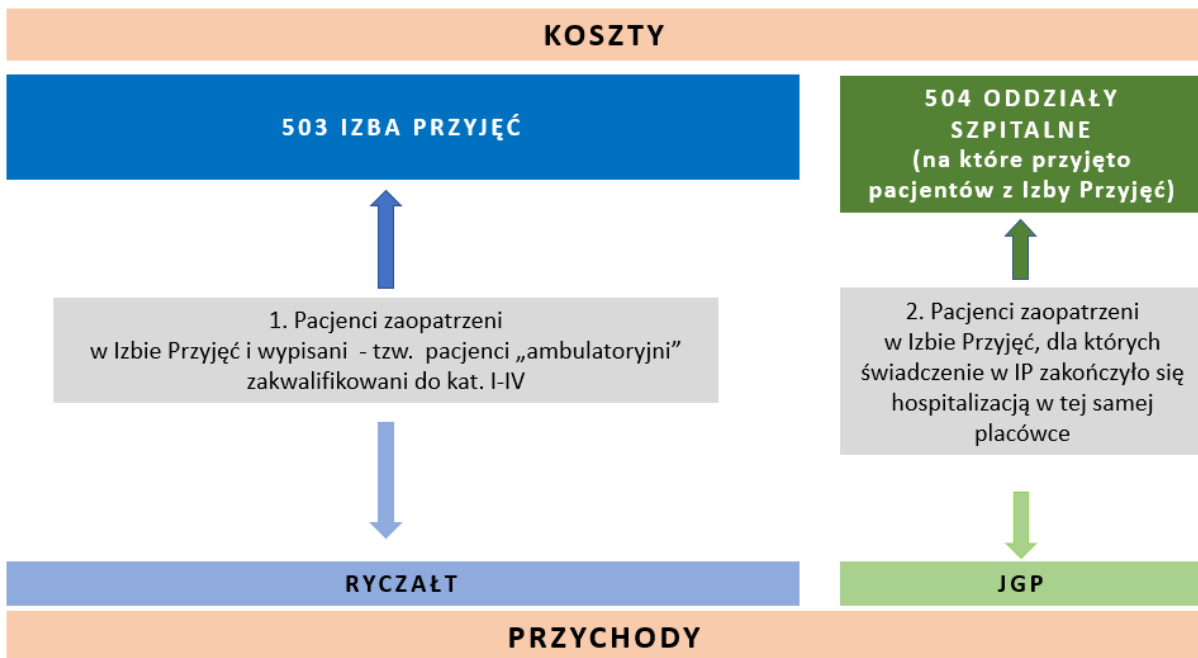 KOSZTY
503 IZBA PRZYJĘĆ
504 ODDZIAŁY
SZPITALNE
(na które przyjęto
pacjentów z Izby Przyjęć)
1. Pacjenci zaopatrzeni
w Izbie Przyjęć i wypisani - tzw. pacjenci „ambulatoryjni”
zakwalifikowani do kat. I-IV
2. Pacjenci zaopatrzeni
w Izbie Przyjęć, dla których
świadczenie w IP zakończyło się
hospitalizacją w tej samej
placówce
RYCZAŁT
JGP
PRZYCHODY